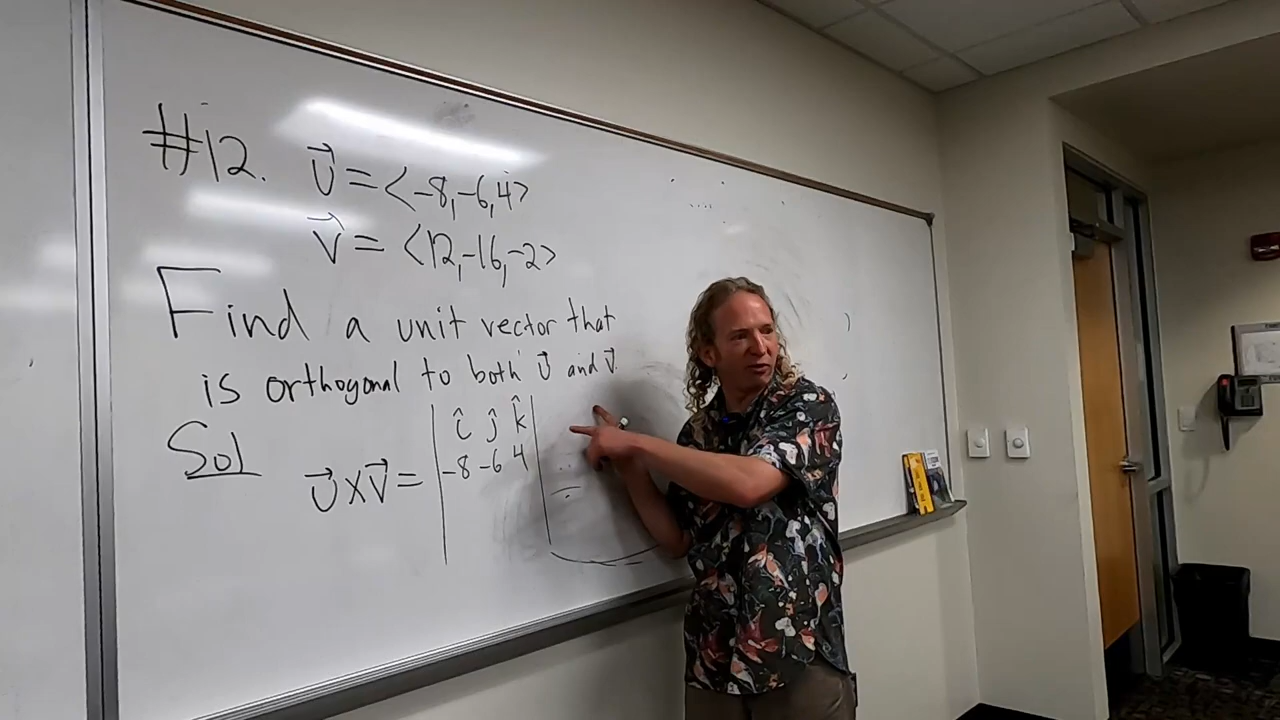 #12. u⃗ = <-8,-6,4>
v⃗ = <12,-16,-2>
Find a unit vector that
is orthogonal to both u⃗ and v⃗.
Sol
u⃗ x v⃗ = | î ĵ k̂ |
-8 -6 4